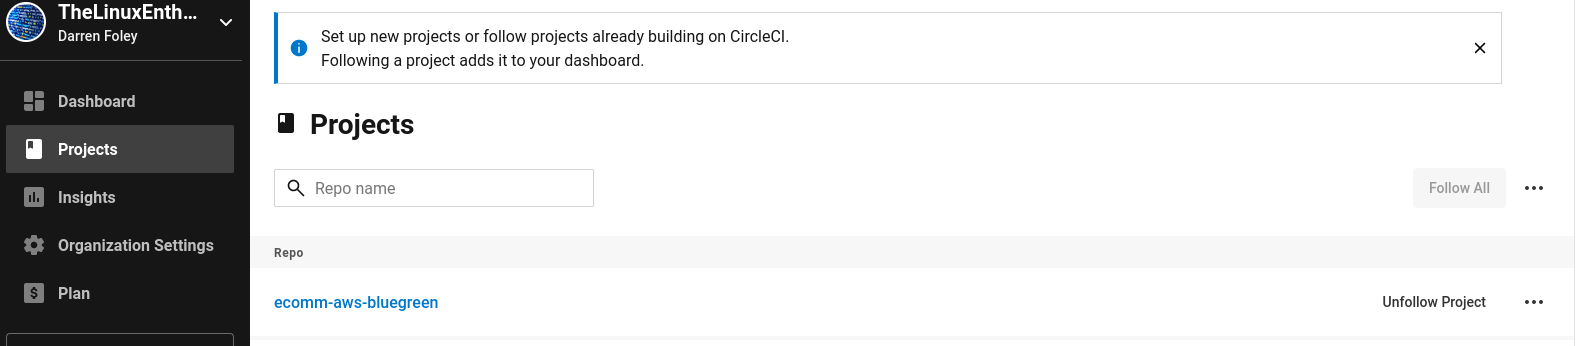 TheLinuxEnth...
Darren Foley
Dashboard
Projects
Insights
Organization Settings
Plan
Set up new projects or follow projects already building on CircleCI.
Following a project adds it to your dashboard.
Projects
Repo name
Follow All
Repo
ecomm-aws-bluegreen
Unfollow Project